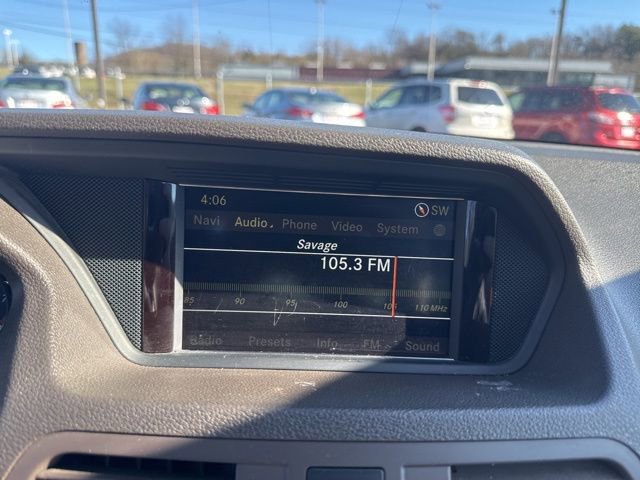 4:06 SW
Navi Audio Phone Video System
Savage
105.3 FM
85 90 95 100 105 110 MHz
Radio Presets Info FM Sound